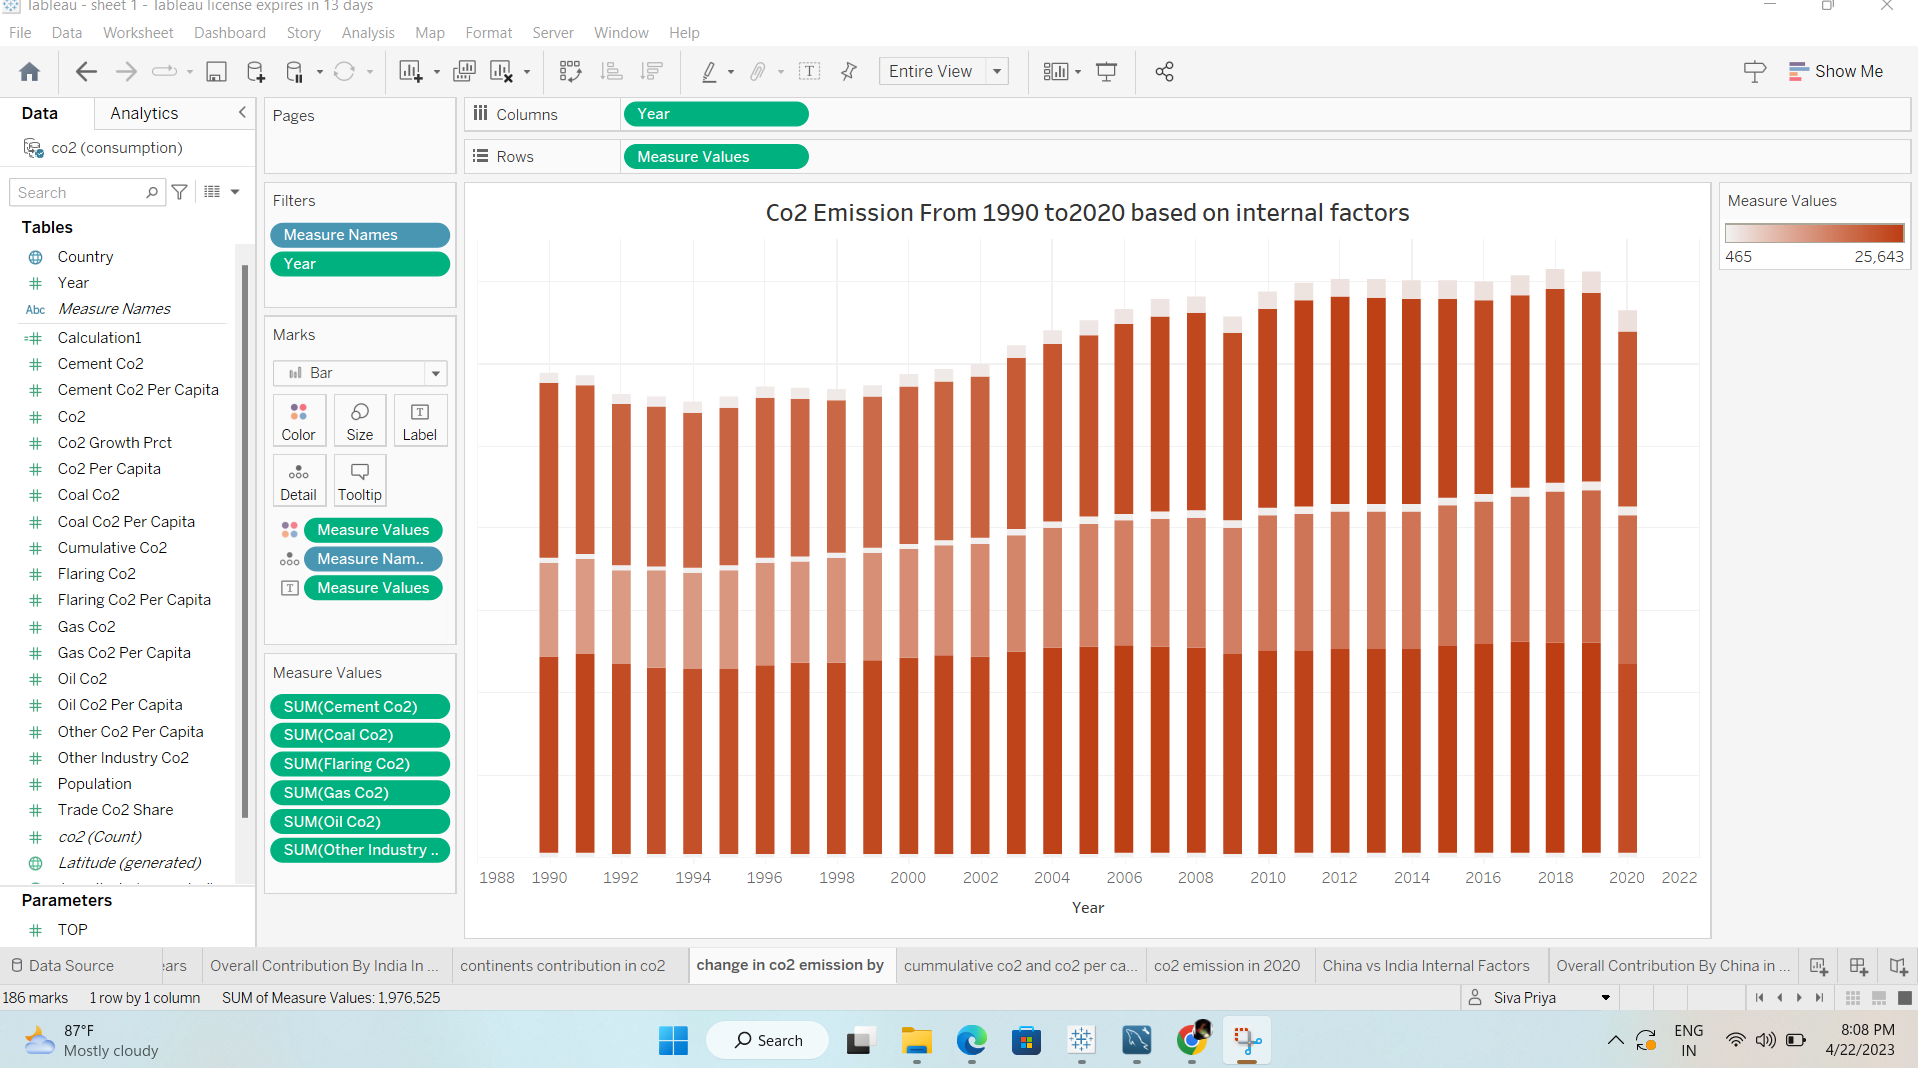 Tableau - sheet 1 - Tableau license expires in 13 days
File Data Worksheet Dashboard Story Analysis Map Format Server Window Help
Entire View
Show Me
Data Analytics
co2 (consumption)
Search
Tables
Country
Year
Abc Measure Names
Calculation1
Cement Co2
Cement Co2 Per Capita
Co2
Co2 Growth Prct
Co2 Per Capita
Coal Co2
Coal Co2 Per Capita
Cumulative Co2
Flaring Co2
Flaring Co2 Per Capita
Gas Co2
Gas Co2 Per Capita
Oil Co2
Oil Co2 Per Capita
Other Co2 Per Capita
Other Industry Co2
Population
Trade Co2 Share
co2 (Count)
Latitude (generated)
Parameters
TOP
Pages
Filters
Measure Names
Year
Marks
Bar
Color Size Label
Detail Tooltip
Measure Values
Measure Nam..
Measure Values
Measure Values
SUM(Cement Co2)
SUM(Coal Co2)
SUM(Flaring Co2)
SUM(Gas Co2)
SUM(Oil Co2)
SUM(Other Industry ..
Columns Year
Rows Measure Values
Co2 Emission From 1990 to2020 based on internal factors
1988 1990 1992 1994 1996 1998 2000 2002 2004 2006 2008 2010 2012 2014 2016 2018 2020 2022
Year
Measure Values
465 25,643
Data Source ears Overall Contribution By India In ... continents contribution in co2 change in co2 emission by cummulative co2 and co2 per ca... co2 emission in 2020 China vs India Internal Factors Overall Contribution By China in ...
186 marks 1 row by 1 column SUM of Measure Values: 1,976,525 Siva Priya
87°F
Mostly cloudy
Search
ENG
IN
8:08 PM
4/22/2023